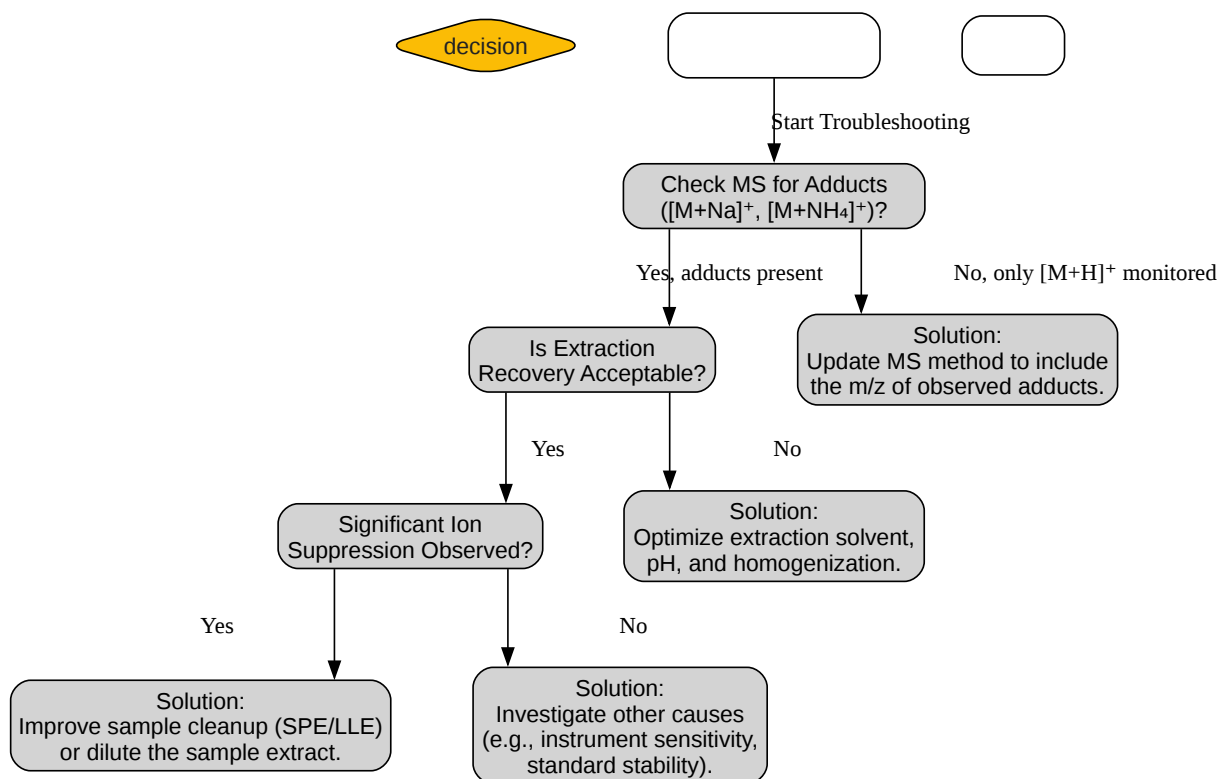 decision
Start Troubleshooting
Check MS for Adducts
([M+Na]⁺, [M+NH₄]⁺)?
Yes, adducts present
No, only [M+H]⁺ monitored
Is Extraction
Recovery Acceptable?
Solution:
Update MS method to include
the m/z of observed adducts.
Yes
No
Significant Ion
Suppression Observed?
Solution:
Optimize extraction solvent,
pH, and homogenization.
Yes
No
Solution:
Improve sample cleanup (SPE/LLE)
or dilute the sample extract.
Solution:
Investigate other causes
(e.g., instrument sensitivity,
standard stability).